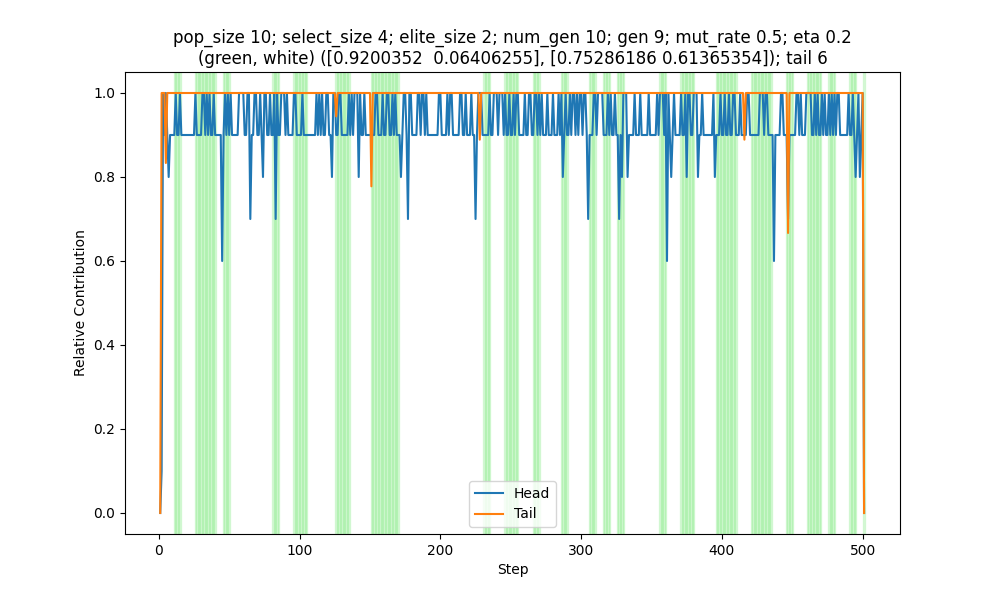 pop_size 10; select_size 4; elite_size 2; num_gen 10; gen 9; mut_rate 0.5; eta 0.2
(green, white) ([0.9200352  0.06406255], [0.75286186 0.61365354]); tail 6
1.0
0.8
0.6
0.4
0.2
0.0
Relative Contribution
Head
Tail
0
100
200
300
400
500
Step